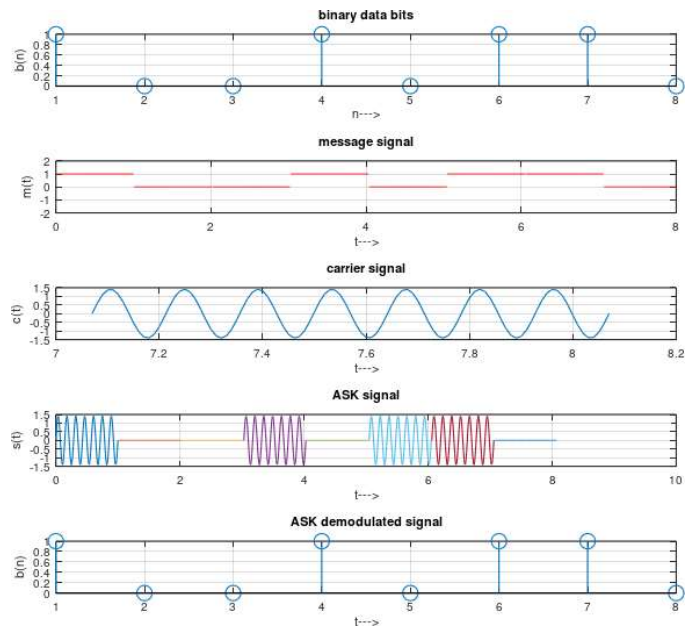 binary data bits
1
0.8
0.6
0.4
0.2
0
b(n)
1 2 3 4 5 6 7 8
n--->
message signal
2
1
0
-1
-2
m(t)
0 2 4 6 8
t--->
carrier signal
1.5
1
0.5
0
-0.5
-1
-1.5
c(t)
7 7.2 7.4 7.6 7.8 8 8.2
t--->
ASK signal
1.5
1
0.5
0
-0.5
-1
-1.5
s(t)
0 2 4 6 8 10
t--->
ASK demodulated signal
1
0.8
0.6
0.4
0.2
0
b(n)
1 2 3 4 5 6 7 8
t--->